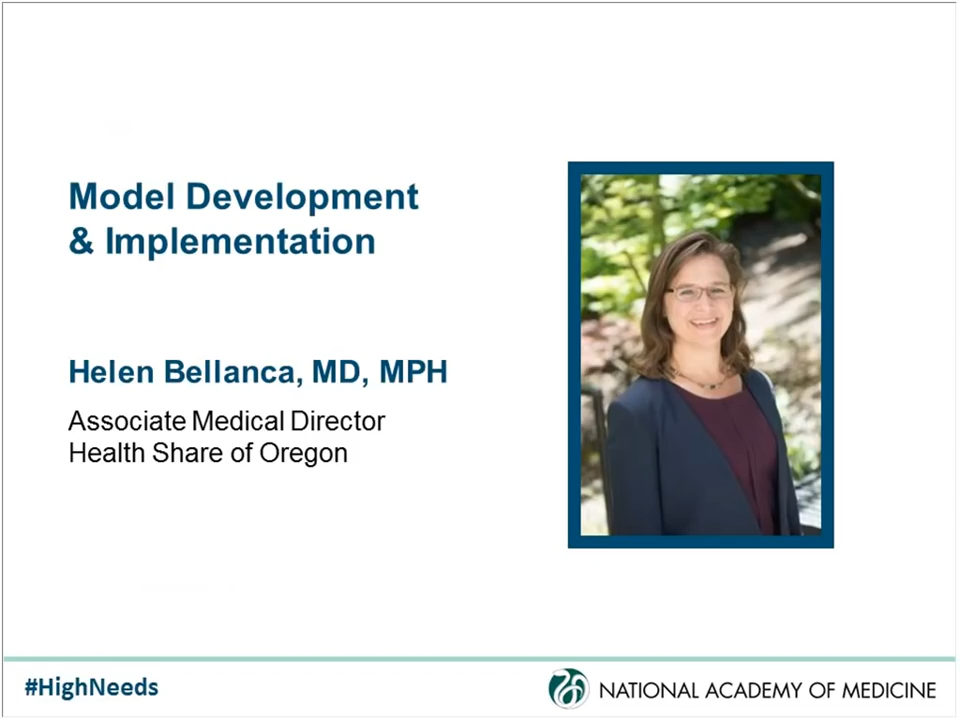 Model Development
& Implementation
Helen Bellanca, MD, MPH
Associate Medical Director
Health Share of Oregon
#HighNeeds
NATIONAL ACADEMY OF MEDICINE